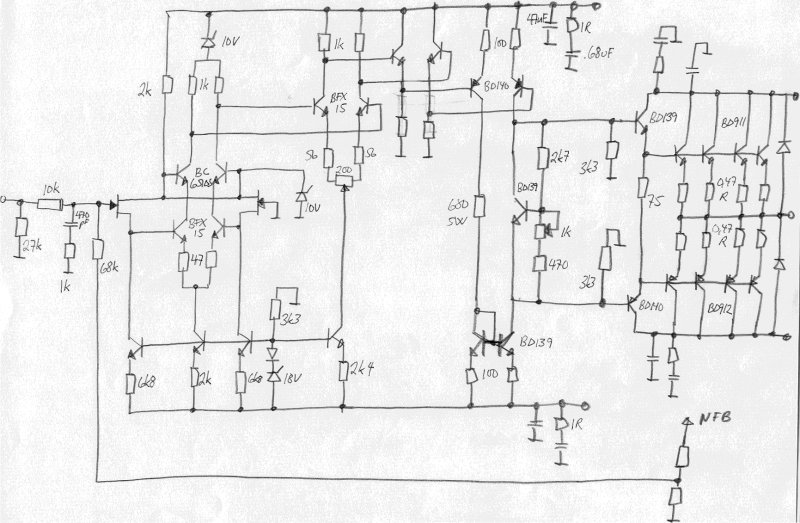 47uF
1R
.68uF
10V
1k
100
2k
1k
BD140
BFX
15
BD139
BD911
56
56
2k7
3k3
BC
200
10k
BD139
0,47
R
10V
75
680
50V
470
pF
BFX
15
1k
0,47
R
27k
68k
47
470
3k3
1k
BD140
BD912
3k3
BD139
6k8
2k
6k8
18V
2k4
100
1R
NFB